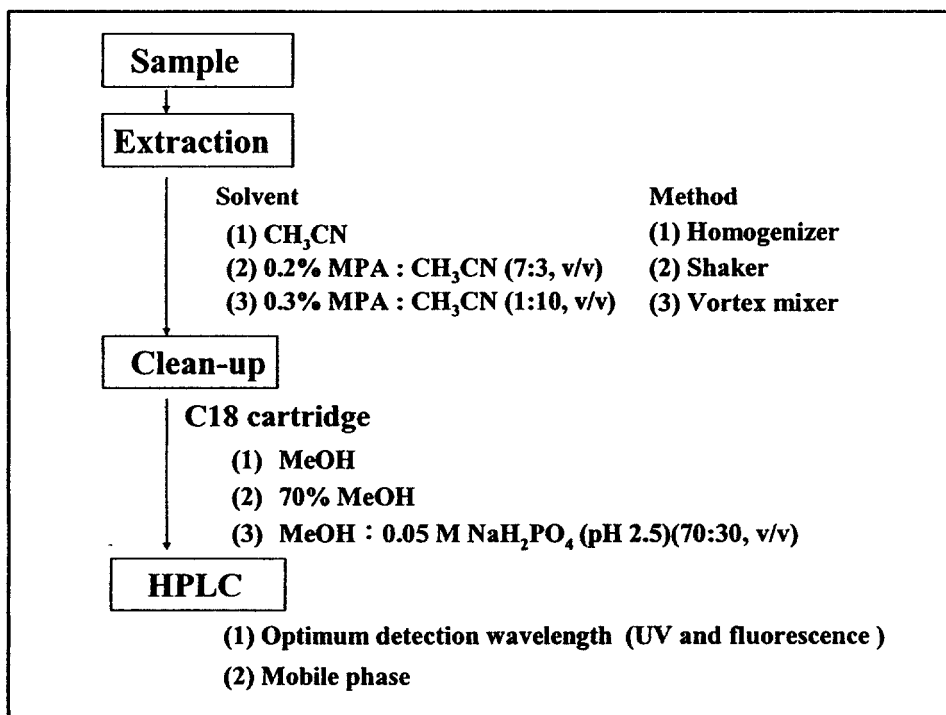 Sample
Extraction
Solvent
Method
(1) CH₃CN
(1) Homogenizer
(2) 0.2% MPA : CH₃CN (7:3, v/v)
(2) Shaker
(3) 0.3% MPA : CH₃CN (1:10, v/v)
(3) Vortex mixer
Clean-up
C18 cartridge
(1) MeOH
(2) 70% MeOH
(3) MeOH：0.05 M NaH₂PO₄ (pH 2.5)(70:30, v/v)
HPLC
(1) Optimum detection wavelength (UV and fluorescence )
(2) Mobile phase